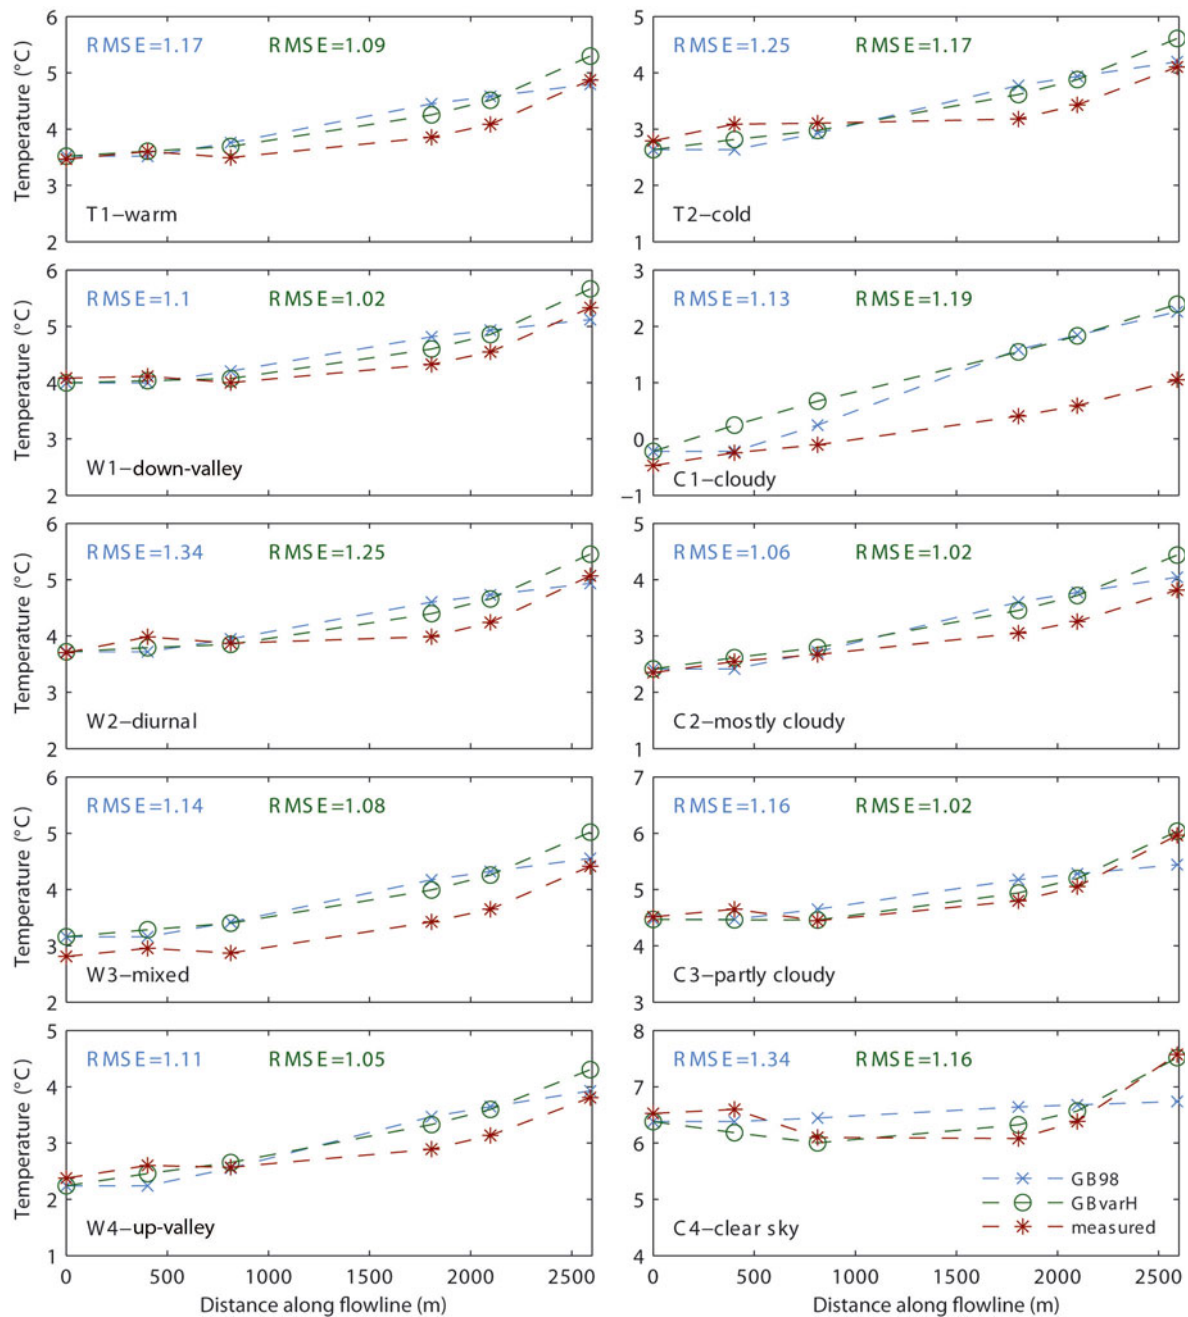 6
5
4
3
2
Temperature (°C)
RMSE=1.17 RMSE=1.09
T1–warm
5
4
3
2
1
RMSE=1.25 RMSE=1.17
T2–cold
6
5
4
3
2
Temperature (°C)
RMSE=1.1 RMSE=1.02
W1–down-valley
3
2
1
0
−1
RMSE=1.13 RMSE=1.19
C1–cloudy
6
5
4
3
2
Temperature (°C)
RMSE=1.34 RMSE=1.25
W2–diurnal
5
4
3
2
1
RMSE=1.06 RMSE=1.02
C2–mostly cloudy
6
5
4
3
2
Temperature (°C)
RMSE=1.14 RMSE=1.08
W3–mixed
7
6
5
4
3
RMSE=1.16 RMSE=1.02
C3–partly cloudy
5
4
3
2
1
Temperature (°C)
RMSE=1.11 RMSE=1.05
W4–up-valley
0 500 1000 1500 2000 2500
Distance along flowline (m)
8
7
6
5
4
RMSE=1.34 RMSE=1.16
GB98
GBvarH
measured
C4–clear sky
0 500 1000 1500 2000 2500
Distance along flowline (m)